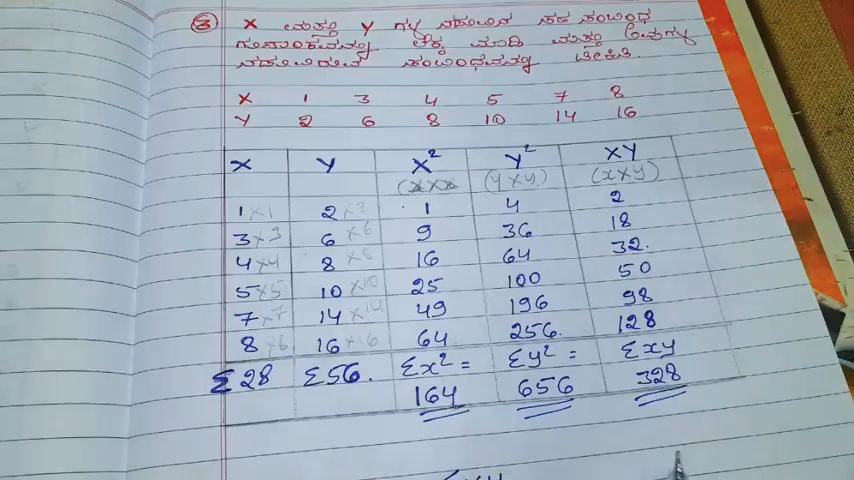 ③ X ಮತ್ತು Y ಗಳ ನಡುವಿನ ಸಹ ಸಂಬಂಧ
ಗುಣಾಂಕವನ್ನು ಲೆಕ್ಕ ಮಾಡಿ ಮತ್ತು ಅವುಗಳ
ನಡುವಿರುವ ಸಂಬಂಧವನ್ನು ತಿಳಿಸಿ.
X 1 3 4 5 7 8
Y 2 6 8 10 14 16
X Y X² Y² XY
(x×x) (y×y) (x×y)
1×1 2×2 1 4 2
3×3 6×6 9 36 18
4×4 8×8 16 64 32.
5×5 10×10 25 100 50
7×7 14×14 49 196 98
8×8 16×16 64 256. 128
Σ28 Σ56. Σx²= Σy²= Σxy
164 656 328